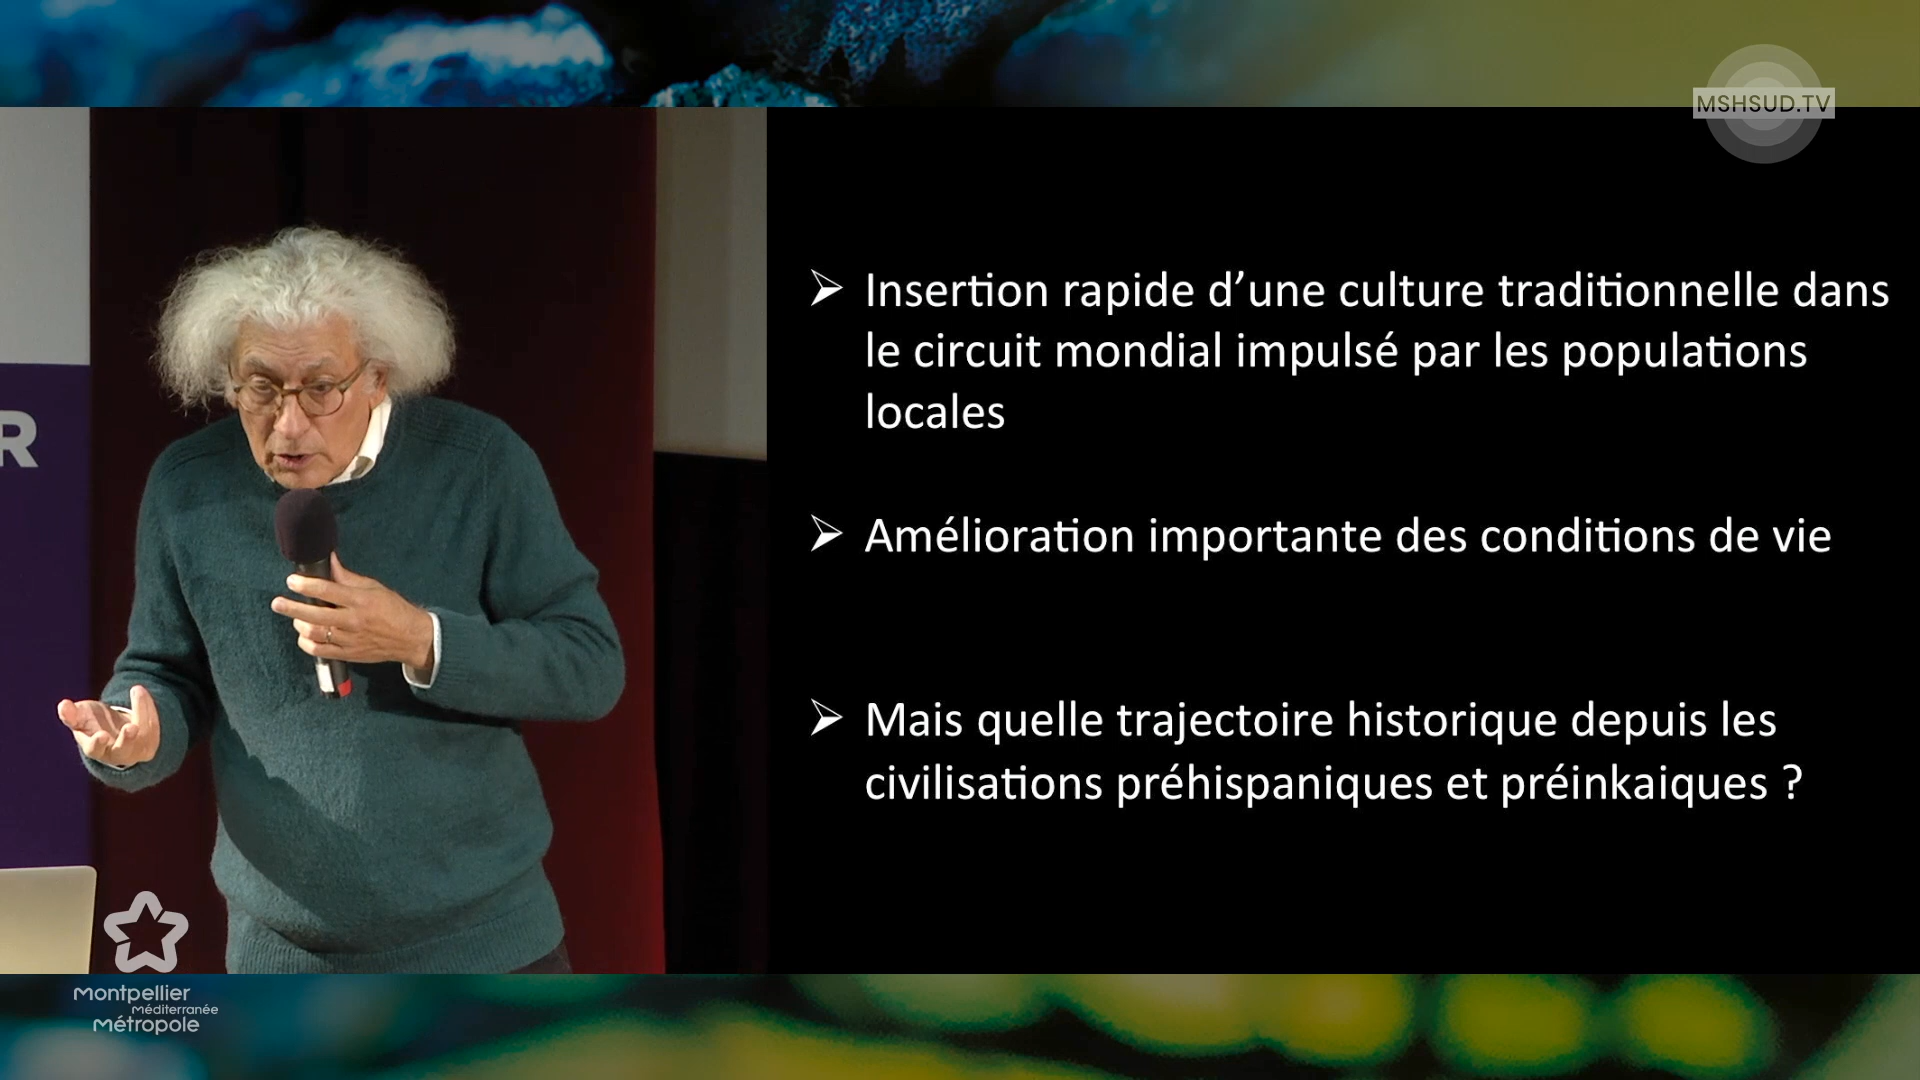 MSHSUD.TV
R
➢ Insertion rapide d’une culture traditionnelle dans
le circuit mondial impulsé par les populations
locales
➢ Amélioration importante des conditions de vie
➢ Mais quelle trajectoire historique depuis les
civilisations préhispaniques et préinkaiques ?
montpellier
méditerranée
métropole